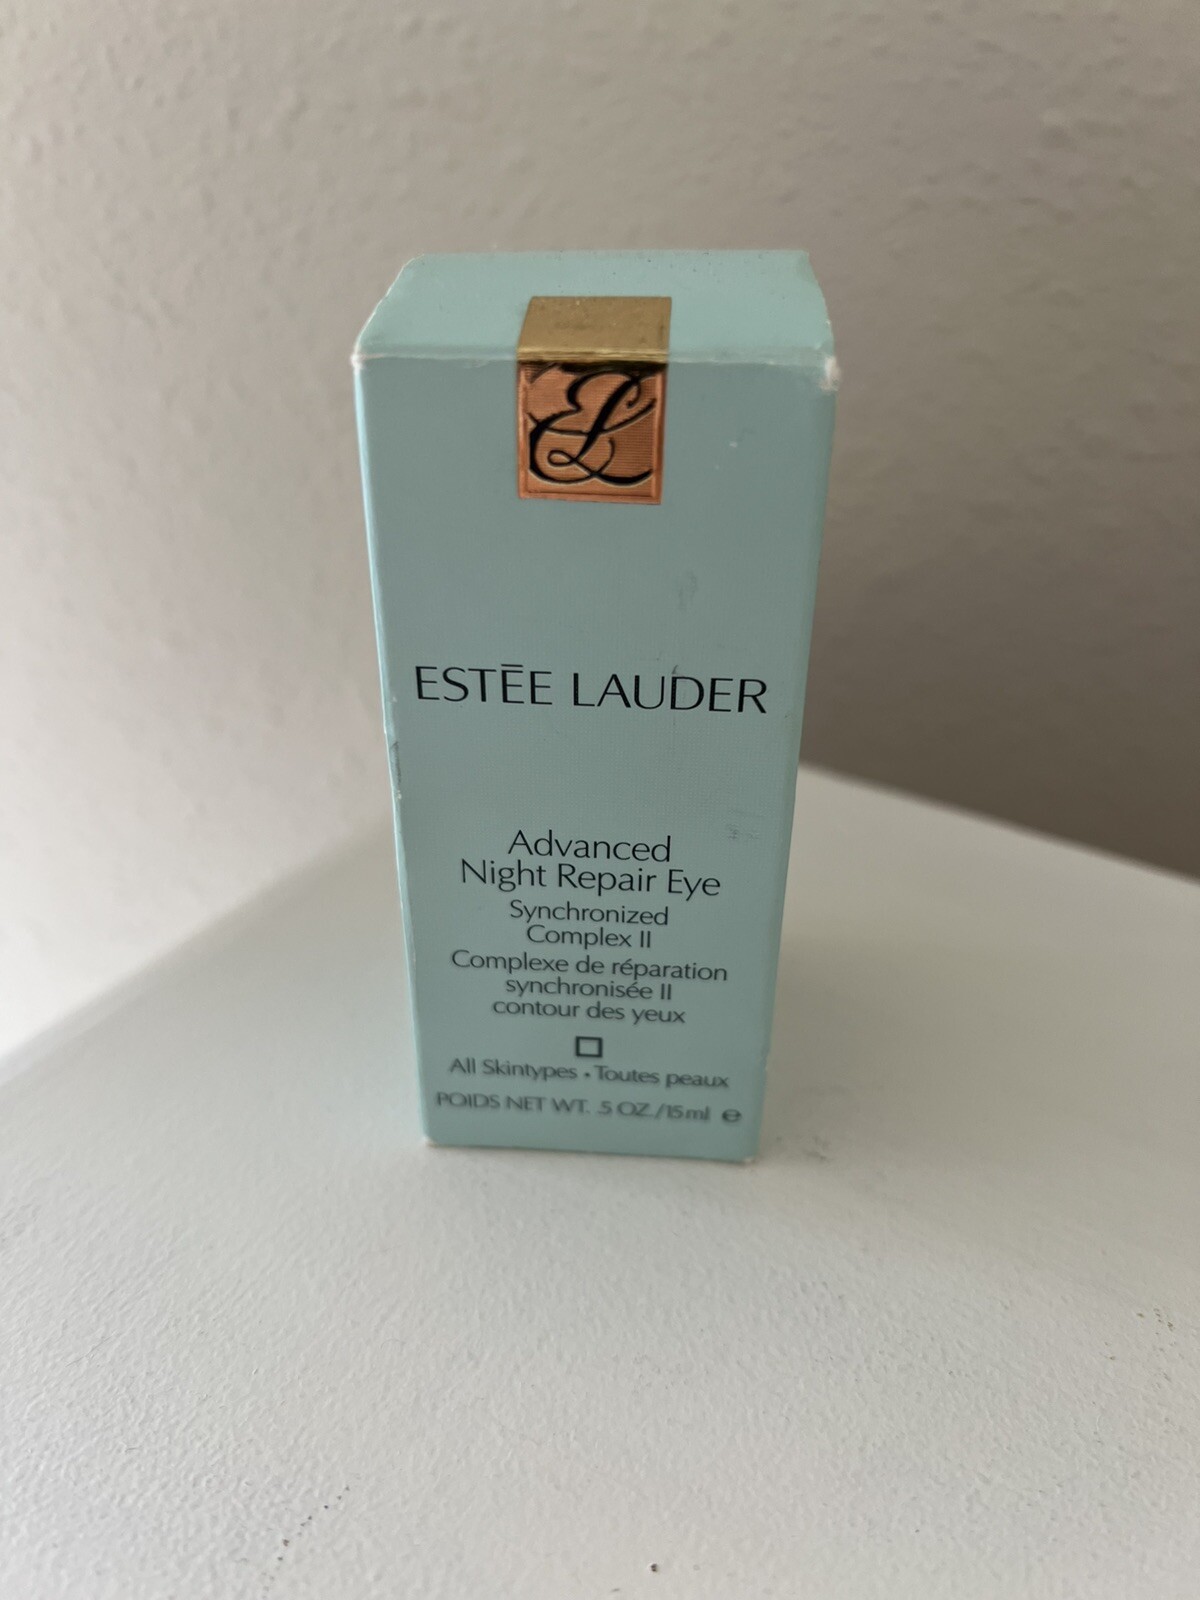 EL
ESTĒE LAUDER
Advanced
Night Repair Eye
Synchronized
Complex II
Complexe de réparation
synchronisée II
contour des yeux
All Skintypes • Toutes peaux
POIDS NET WT. .5 OZ./15ml ℮